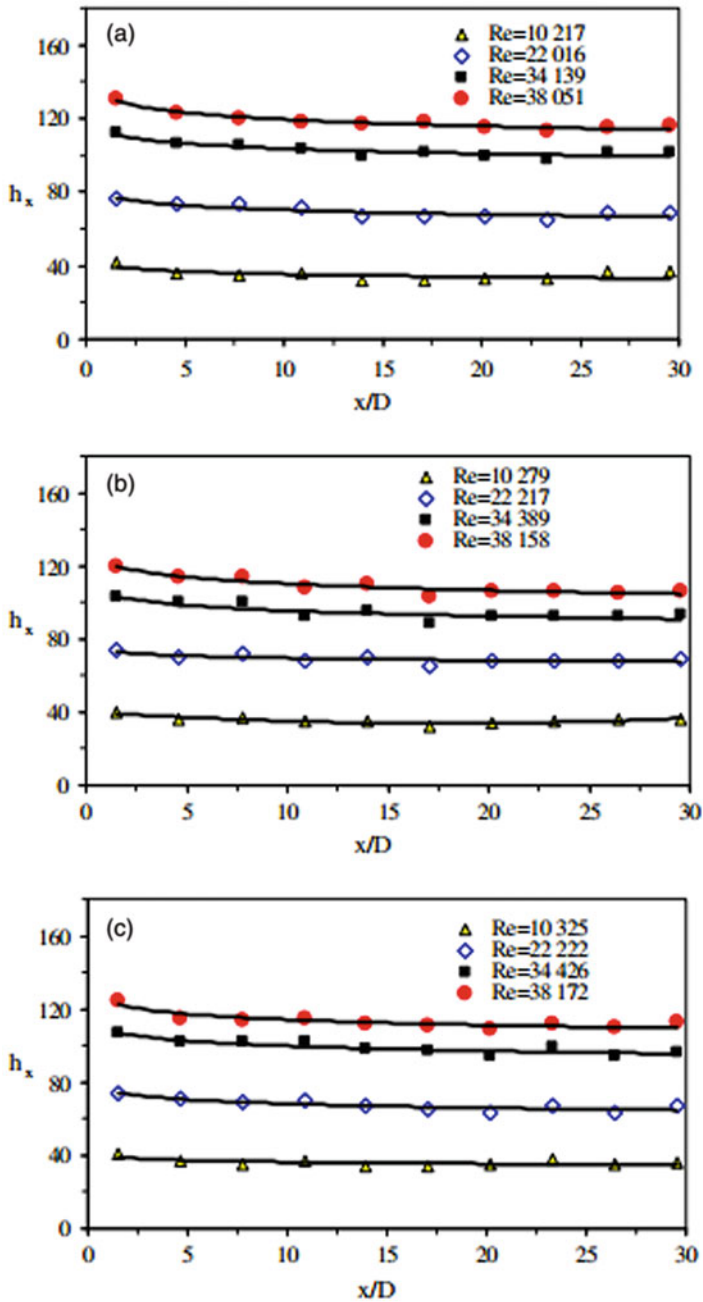 (a)
Re=10 217
Re=22 016
Re=34 139
Re=38 051
160
120
80
40
0
hx
0 5 10 15 20 25 30
x/D
(b)
Re=10 279
Re=22 217
Re=34 389
Re=38 158
160
120
80
40
0
hx
0 5 10 15 20 25 30
x/D
(c)
Re=10 325
Re=22 222
Re=34 426
Re=38 172
160
120
80
40
0
hx
0 5 10 15 20 25 30
x/D